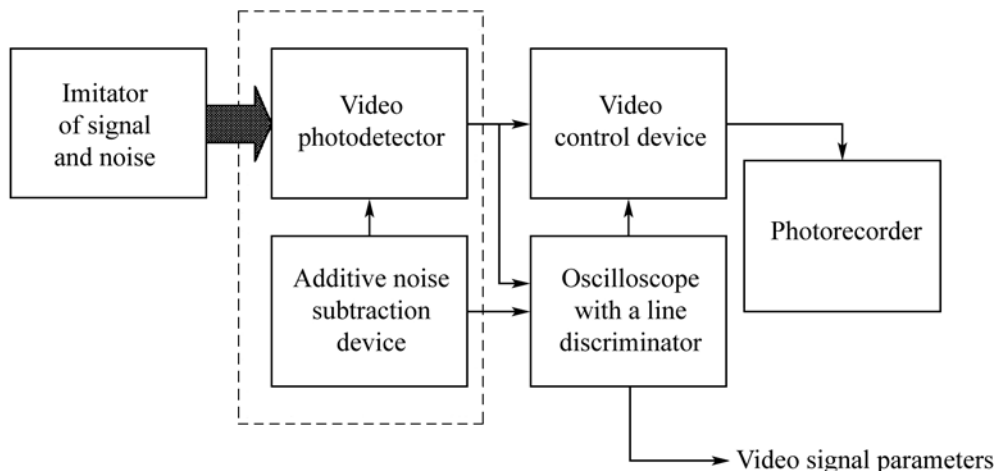 Imitator
of signal
and noise
Video
photodetector
Video
control device
Photorecorder
Additive noise
subtraction
device
Oscilloscope
with a line
discriminator
Video signal parameters